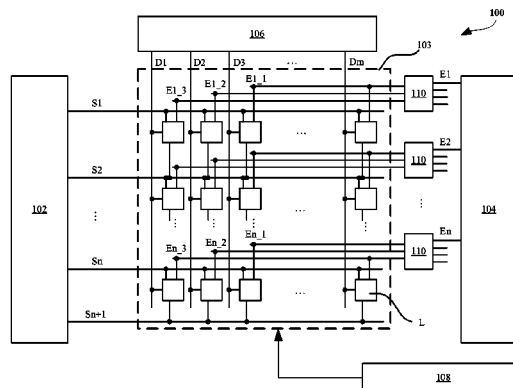 106
100
103
D1 D2 D3 ... Dm
E1_1
E1_2
E1_3
E1
110
S1
E2
110
S2
102
104
...
⋮
⋮
⋮
⋮
En
110
En_1
En_2
En_3
Sn
...
L
Sn+1
108